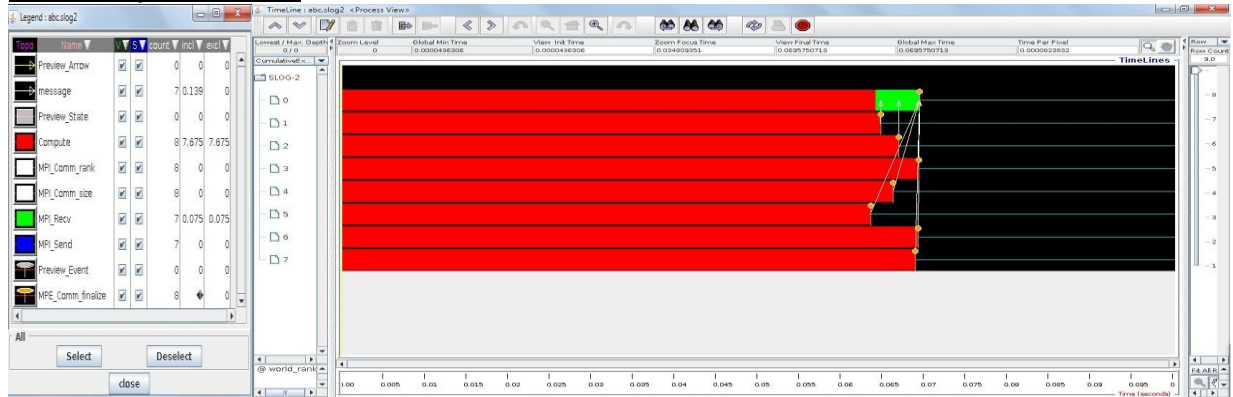 Legend : abc.slog2
Topo Name V S count incl excl
Preview_Arrow 0 0 0
message 7 0.139 0
Preview_State 0 0 0
Compute 8 7.675 7.675
MPI_Comm_rank 8 0 0
MPI_Comm_size 8 0 0
MPI_Recv 7 0.075 0.075
MPI_Send 7 0 0
Preview_Event 0 0 0
MPE_Comm_finalize 8 0
All
Select Deselect
close
TimeLine : abc.slog2 <Process View>
Lowest / Max. Depth Zoom Level Global Min Time View Init Time Zoom Focus Time View Final Time Global Max Time Time Per Pixel
0 / 0 0 0.0000436306 0.0000436306 0.034809351 0.0695750713 0.0695750713
CumulativeEx...
TimeLines
SLOG-2
0
1
2
3
4
5
6
7
@ world_rank
0.005 0.01 0.015 0.02 0.025 0.03 0.035 0.04 0.045 0.05 0.055 0.06 0.065 0.07 0.075 0.08 0.085 0.09 0.095
Time (seconds)
Row
Row Count
9.0
8
7
6
5
4
3
2
1
Fit All R